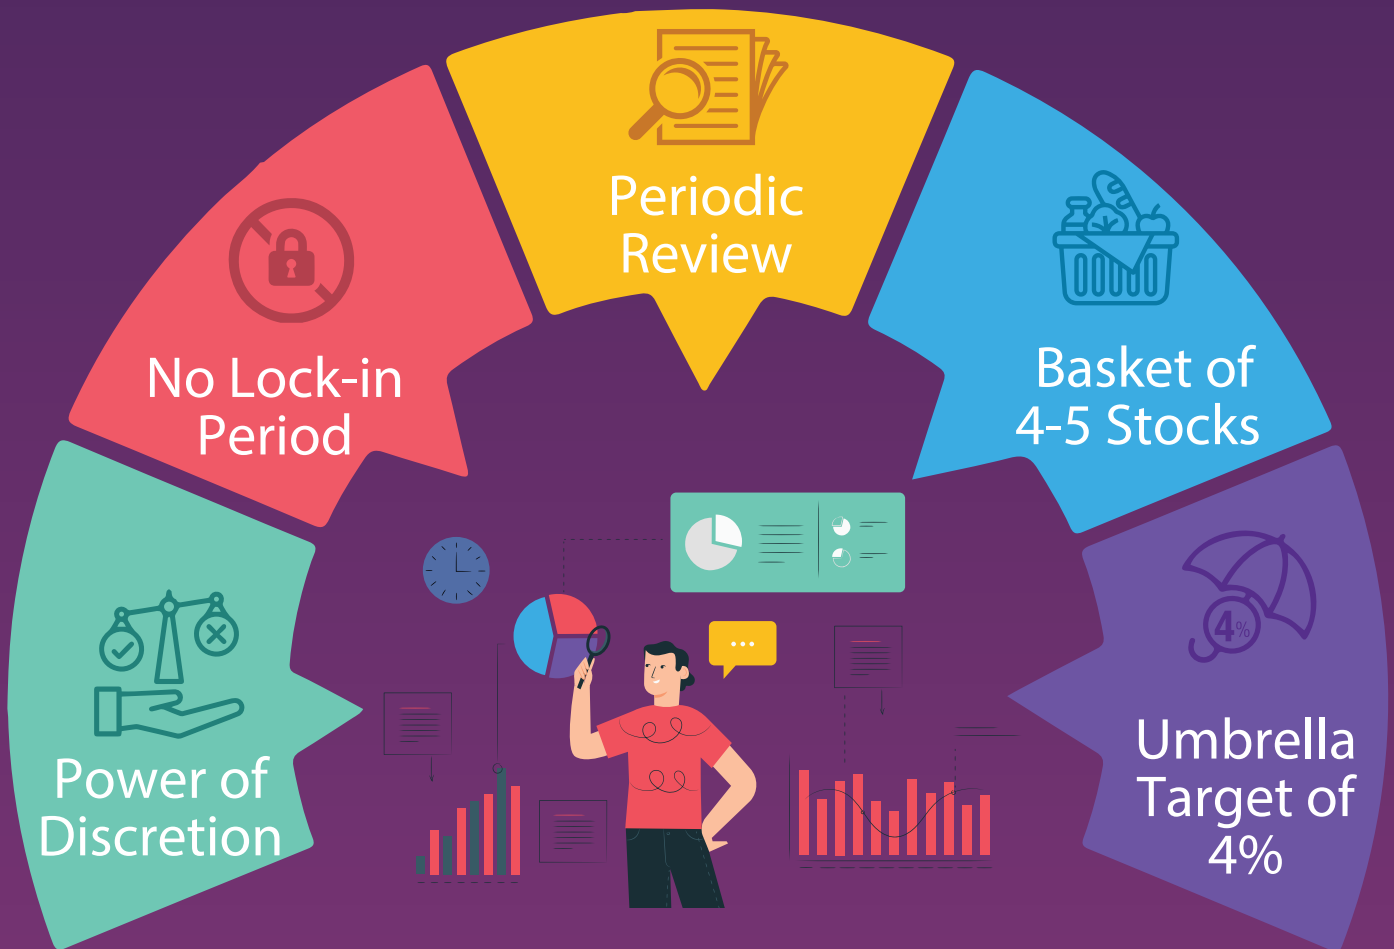 Periodic
Review
No Lock-in
Period
Basket of
4-5 Stocks
Power of
Discretion
4%
Umbrella
Target of
4%